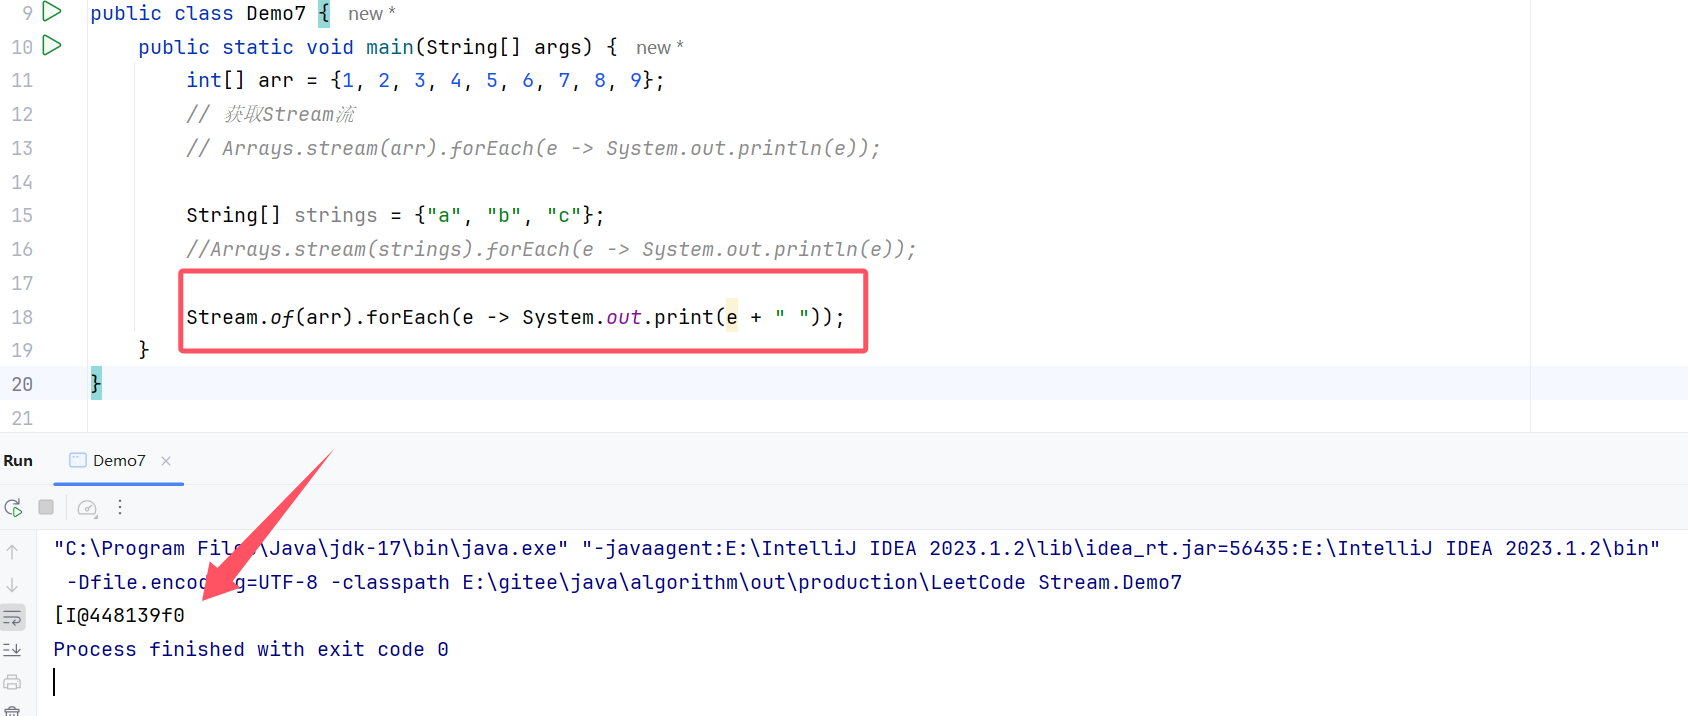 9 public class Demo7 { new *
10 public static void main(String[] args) { new *
11 int[] arr = {1, 2, 3, 4, 5, 6, 7, 8, 9};
12 // 获取Stream流
13 // Arrays.stream(arr).forEach(e -> System.out.println(e));
14
15 String[] strings = {"a", "b", "c"};
16 //Arrays.stream(strings).forEach(e -> System.out.println(e));
17
18 Stream.of(arr).forEach(e -> System.out.print(e + " "));
19 }
20 }
21
Run Demo7
"C:\Program Files\Java\jdk-17\bin\java.exe" "-javaagent:E:\IntelliJ IDEA 2023.1.2\lib\idea_rt.jar=56435:E:\IntelliJ IDEA 2023.1.2\bin"
-Dfile.encoding=UTF-8 -classpath E:\gitee\java\algorithm\out\production\LeetCode Stream.Demo7
[I@448139f0
Process finished with exit code 0